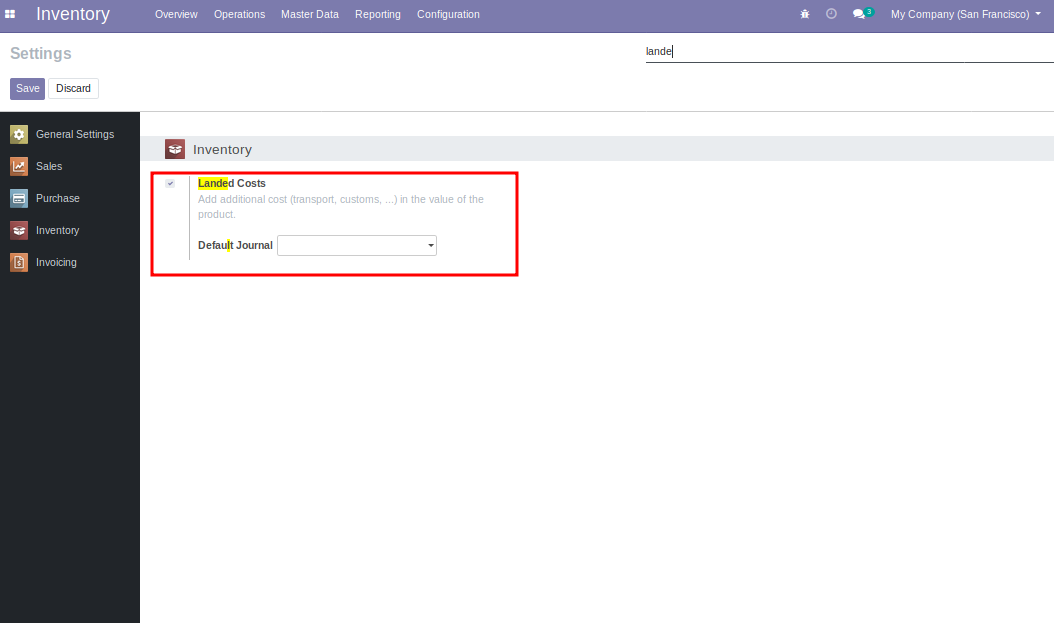 Inventory Overview Operations Master Data Reporting Configuration 3 My Company (San Francisco)
Settings lande
Save Discard
General Settings
Sales
Purchase
Inventory
Invoicing
Inventory
Landed Costs
Add additional cost (transport, customs, ...) in the value of the
product.
Default Journal